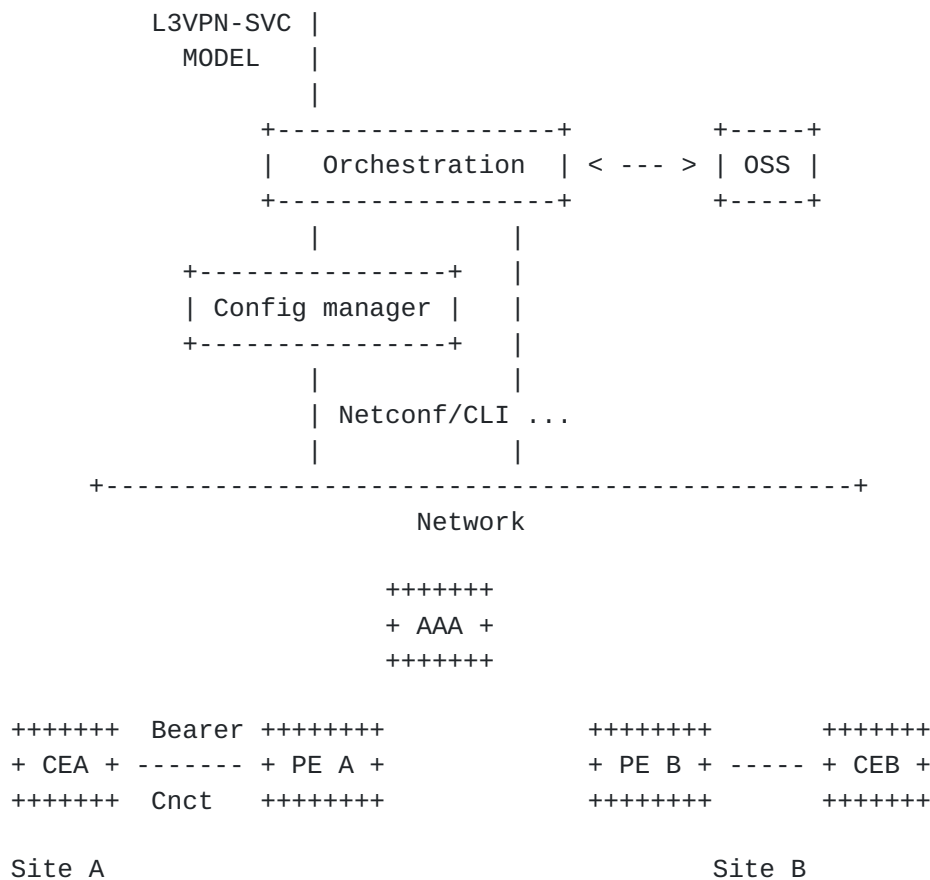 L3VPN-SVC |
MODEL |
|
+------------------+ +-----+
| Orchestration | < --- > | OSS |
+------------------+ +-----+
| |
+----------------+ |
| Config manager | |
+----------------+ |
| |
| Netconf/CLI ...
| |
+------------------------------------------------+
Network
+++++++
+ AAA +
+++++++
+++++++ Bearer ++++++++ ++++++++ +++++++
+ CEA + ------- + PE A + + PE B + ----- + CEB +
+++++++ Cnct ++++++++ ++++++++ +++++++
Site A Site B